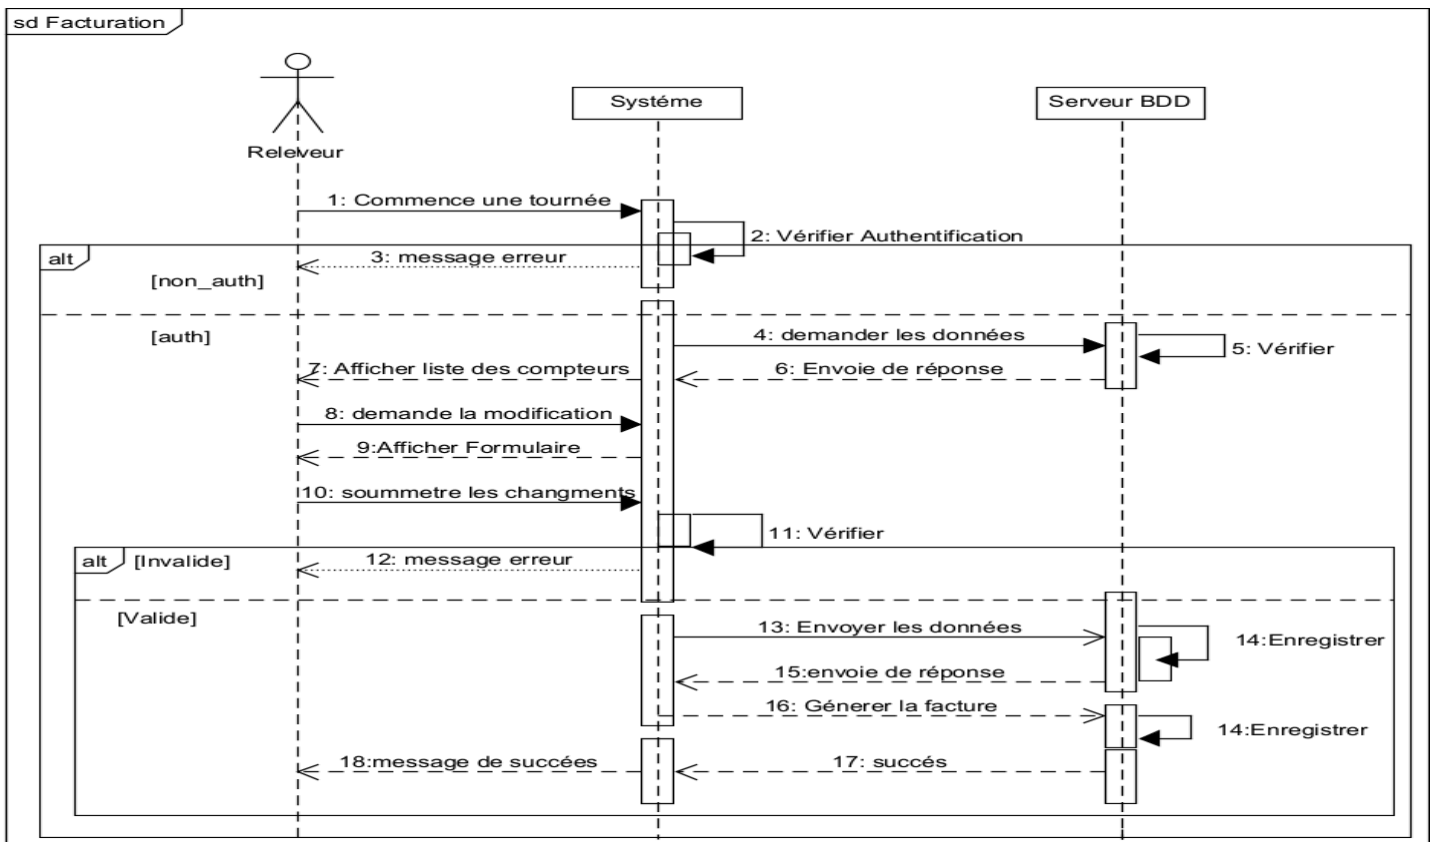 sd Facturation
Systéme
Serveur BDD
Releveur
1: Commence une tournée
2: Vérifier Authentification
alt
3: message erreur
[non_auth]
[auth]
4: demander les données
5: Vérifier
7: Afficher liste des compteurs
6: Envoie de réponse
8: demande la modification
9:Afficher Formulaire
10: soummetre les changments
11: Vérifier
alt
[Invalide]
12: message erreur
[Valide]
13: Envoyer les données
14:Enregistrer
15:envoie de réponse
16: Génerer la facture
14:Enregistrer
18:message de succées
17: succés